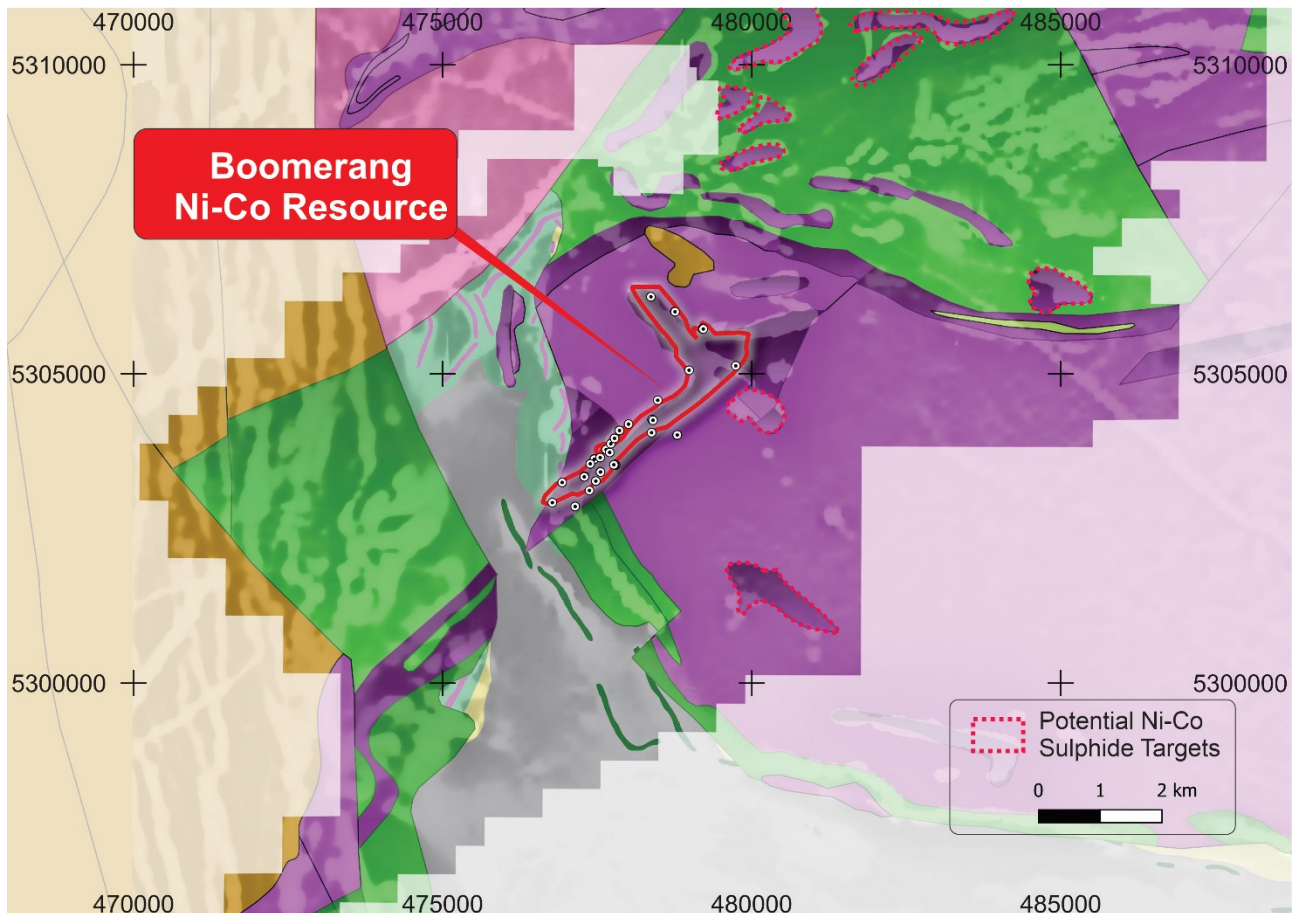 470000 475000 480000 485000
5310000 5310000
Boomerang
Ni-Co Resource
5305000 5305000
5300000 5300000
Potential Ni-Co
Sulphide Targets
0 1 2 km
470000 475000 480000 485000